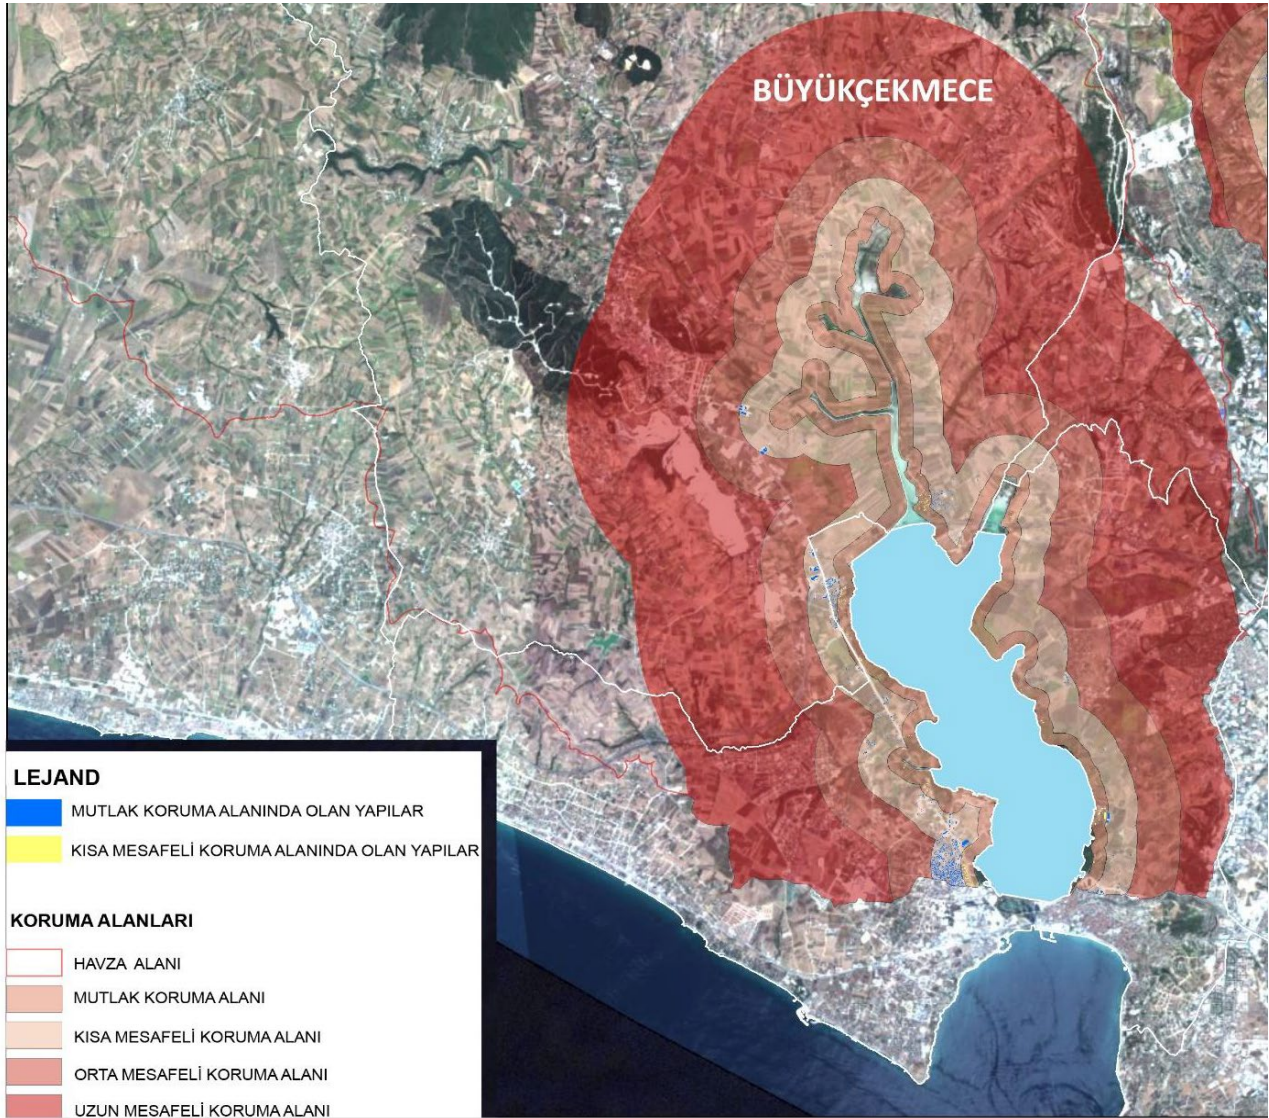 BÜYÜKÇEKMECE
LEJAND
MUTLAK KORUMA ALANINDA OLAN YAPILAR
KISA MESAFELİ KORUMA ALANINDA OLAN YAPILAR
KORUMA ALANLARI
HAVZA ALANI
MUTLAK KORUMA ALANI
KISA MESAFELİ KORUMA ALANI
ORTA MESAFELİ KORUMA ALANI
UZUN MESAFELİ KORUMA ALANI